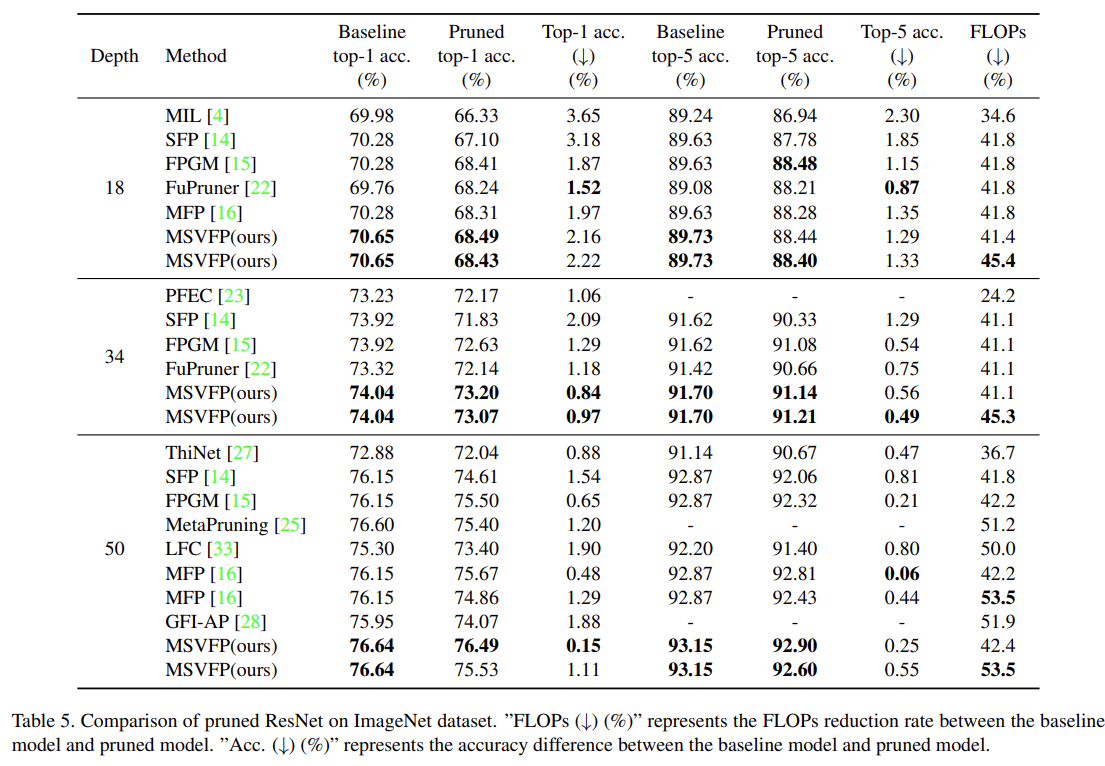 Depth Method Baseline top-1 acc. (%) Pruned top-1 acc. (%) Top-1 acc. (↓) (%) Baseline top-5 acc. (%) Pruned top-5 acc. (%) Top-5 acc. (↓) (%) FLOPs (↓) (%)
18
MIL [4] 69.98 66.33 3.65 89.24 86.94 2.30 34.6
SFP [14] 70.28 67.10 3.18 89.63 87.78 1.85 41.8
FPGM [15] 70.28 68.41 1.87 89.63 88.48 1.15 41.8
FuPruner [22] 69.76 68.24 1.52 89.08 88.21 0.87 41.8
MFP [16] 70.28 68.31 1.97 89.63 88.28 1.35 41.8
MSVFP(ours) 70.65 68.49 2.16 89.73 88.44 1.29 41.4
MSVFP(ours) 70.65 68.43 2.22 89.73 88.40 1.33 45.4
34
PFEC [23] 73.23 72.17 1.06 - - - 24.2
SFP [14] 73.92 71.83 2.09 91.62 90.33 1.29 41.1
FPGM [15] 73.92 72.63 1.29 91.62 91.08 0.54 41.1
FuPruner [22] 73.32 72.14 1.18 91.42 90.66 0.75 41.1
MSVFP(ours) 74.04 73.20 0.84 91.70 91.14 0.56 41.1
MSVFP(ours) 74.04 73.07 0.97 91.70 91.21 0.49 45.3
50
ThiNet [27] 72.88 72.04 0.88 91.14 90.67 0.47 36.7
SFP [14] 76.15 74.61 1.54 92.87 92.06 0.81 41.8
FPGM [15] 76.15 75.50 0.65 92.87 92.32 0.21 42.2
MetaPruning [25] 76.60 75.40 1.20 - - - 51.2
LFC [33] 75.30 73.40 1.90 92.20 91.40 0.80 50.0
MFP [16] 76.15 75.67 0.48 92.87 92.81 0.06 42.2
MFP [16] 76.15 74.86 1.29 92.87 92.43 0.44 53.5
GFI-AP [28] 75.95 74.07 1.88 - - - 51.9
MSVFP(ours) 76.64 76.49 0.15 93.15 92.90 0.25 42.4
MSVFP(ours) 76.64 75.53 1.11 93.15 92.60 0.55 53.5
Table 5. Comparison of pruned ResNet on ImageNet dataset. ”FLOPs (↓) (%)” represents the FLOPs reduction rate between the baseline
model and pruned model. ”Acc. (↓) (%)” represents the accuracy difference between the baseline model and pruned model.